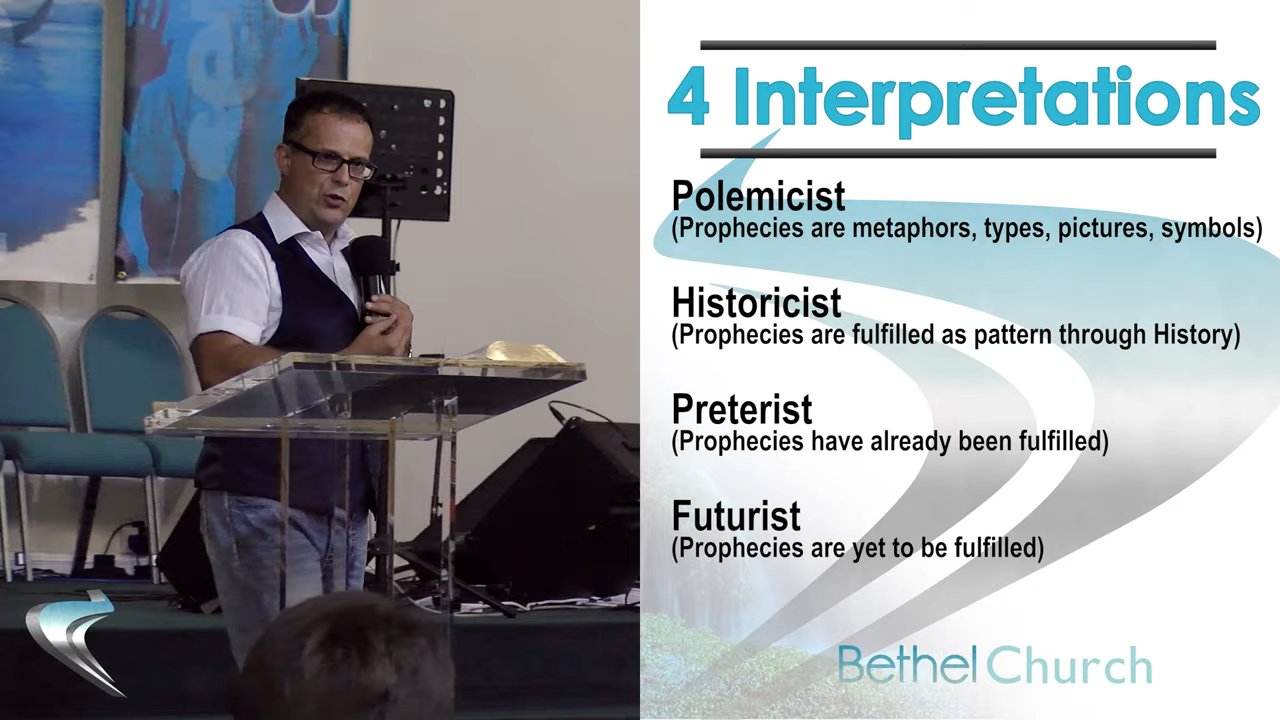 4 Interpretations
Polemicist
(Prophecies are metaphors, types, pictures, symbols)
Historicist
(Prophecies are fulfilled as pattern through History)
Preterist
(Prophecies have already been fulfilled)
Futurist
(Prophecies are yet to be fulfilled)
Bethel Church